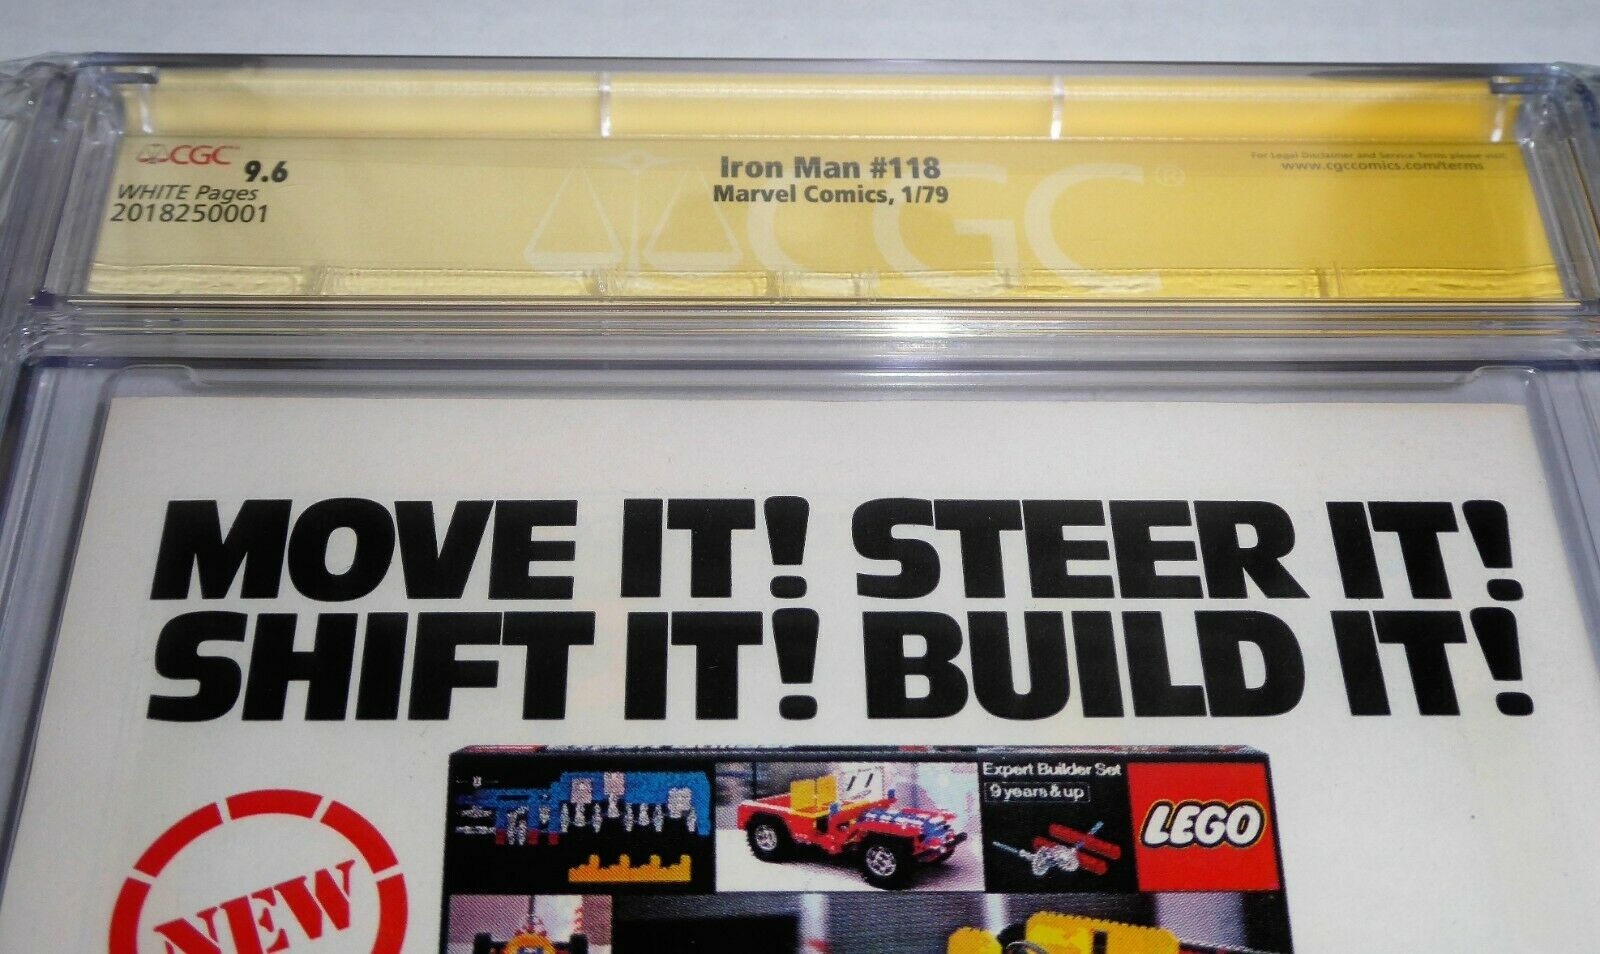 CGC 9.6
WHITE Pages
2018250001
Iron Man #118
Marvel Comics, 1/79
For Legal Disclaimer and Service Terms please visit:
www.cgccomics.com/terms
CGC®
MOVE IT! STEER IT!
SHIFT IT! BUILD IT!
NEW
Expert Builder Set
9 years & up
LEGO